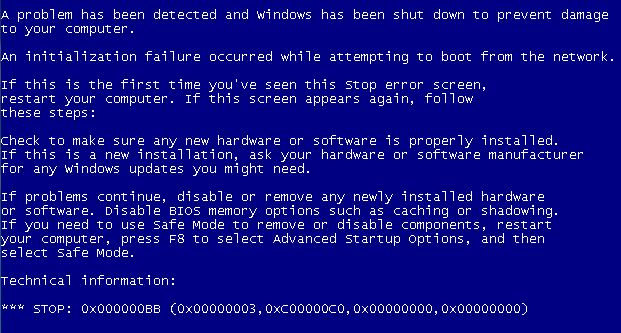 A problem has been detected and Windows has been shut down to prevent damage
to your computer.
An initialization failure occurred while attempting to boot from the network.
If this is the first time you've seen this Stop error screen,
restart your computer. If this screen appears again, follow
these steps:
Check to make sure any new hardware or software is properly installed.
If this is a new installation, ask your hardware or software manufacturer
for any Windows updates you might need.
If problems continue, disable or remove any newly installed hardware
or software. Disable BIOS memory options such as caching or shadowing.
If you need to use Safe Mode to remove or disable components, restart
your computer, press F8 to select Advanced Startup Options, and then
select Safe Mode.
Technical information:
*** STOP: 0x000000BB (0x00000003,0xC00000C0,0x00000000,0x00000000)